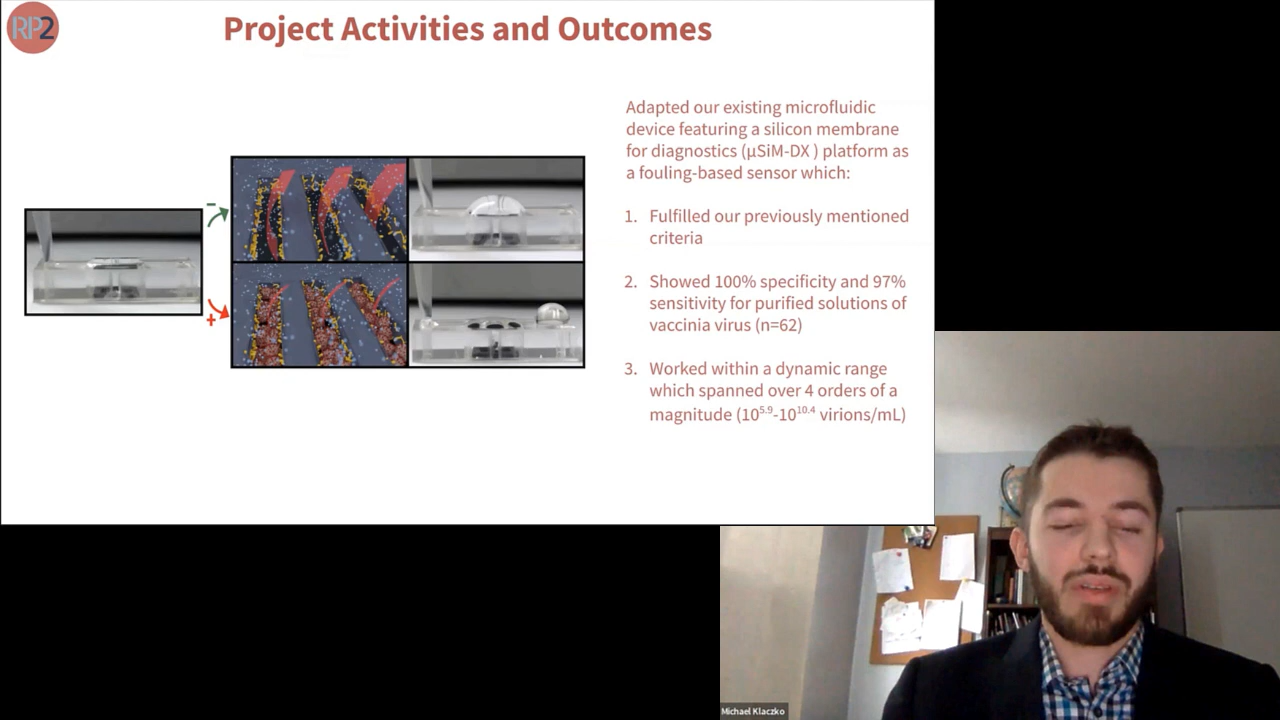 RP2
Project Activities and Outcomes
Adapted our existing microfluidic
device featuring a silicon membrane
for diagnostics (µSiM-DX ) platform as
a fouling-based sensor which:
1. Fulfilled our previously mentioned
criteria
2. Showed 100% specificity and 97%
sensitivity for purified solutions of
vaccinia virus (n=62)
3. Worked within a dynamic range
which spanned over 4 orders of a
magnitude (10^5.9-10^10.4 virions/mL)
-
+
Michael Klaczko